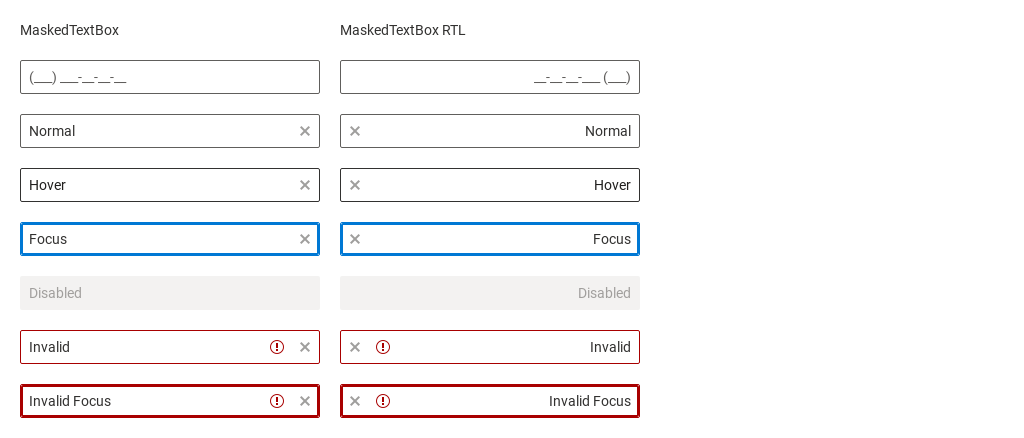 MaskedTextBox MaskedTextBox RTL
(___) ___-__-__-__ __-__-__-___ (___)
Normal Normal
Hover Hover
Focus Focus
Disabled Disabled
Invalid Invalid
Invalid Focus Invalid Focus